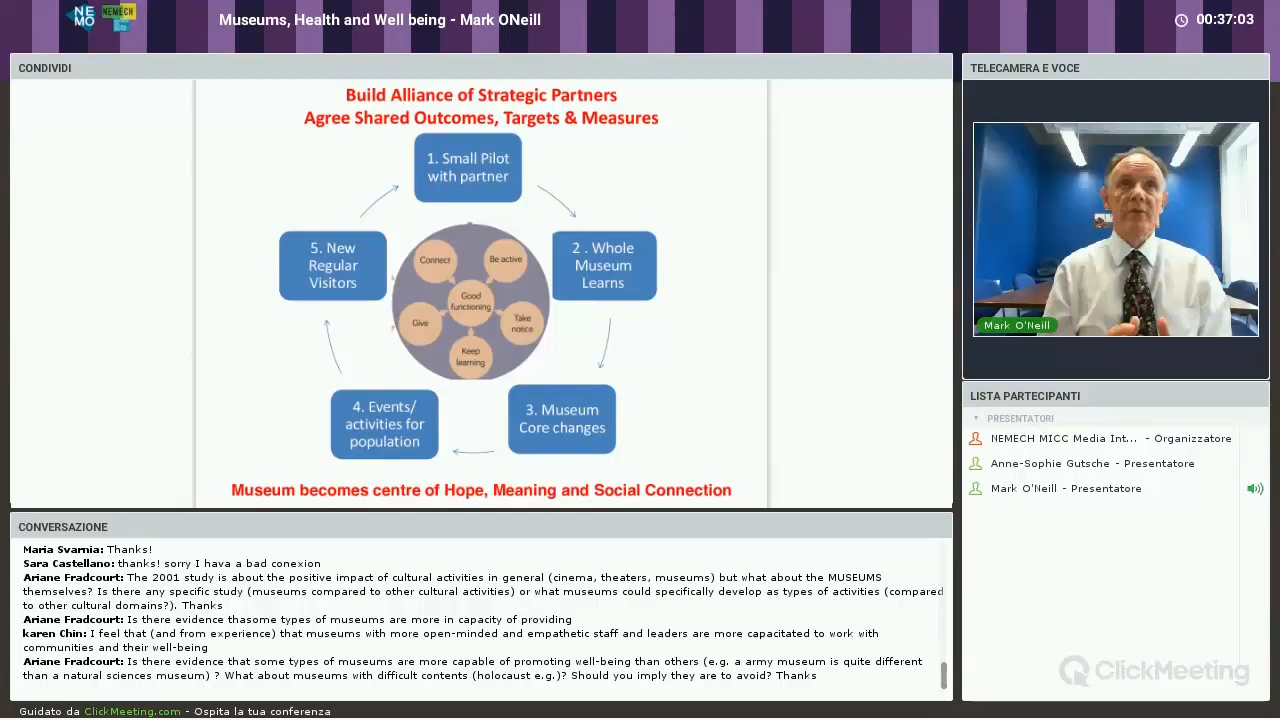 NE
MO
NEMECH
Museums, Health and Well being - Mark ONeill
00:37:03
CONDIVIDI
Build Alliance of Strategic Partners
Agree Shared Outcomes, Targets & Measures
1. Small Pilot
with partner
5. New
Regular
Visitors
2 . Whole
Museum
Learns
Connect
Be active
Good
functioning
Give
Take
notice
Keep
learning
4. Events/
activities for
population
3. Museum
Core changes
Museum becomes centre of Hope, Meaning and Social Connection
TELECAMERA E VOCE
Mark O'Neill
LISTA PARTECIPANTI
PRESENTATORI
NEMECH MICC Media Int... - Organizzatore
Anne-Sophie Gutsche - Presentatore
Mark O'Neill - Presentatore
CONVERSAZIONE
Maria Svarnia: Thanks!
Sara Castellano: thanks! sorry I hava a bad conexion
Ariane Fradcourt: The 2001 study is about the positive impact of cultural activities in general (cinema, theaters, museums) but what about the MUSEUMS
themselves? Is there any specific study (museums compared to other cultural activities) or what museums could specifically develop as types of activities (compared
to other cultural domains?). Thanks
Ariane Fradcourt: Is there evidence thasome types of museums are more in capacity of providing
karen Chin: I feel that (and from experience) that museums with more open-minded and empathetic staff and leaders are more capacitated to work with
communities and their well-being
Ariane Fradcourt: Is there evidence that some types of museums are more capable of promoting well-being than others (e.g. a army museum is quite different
than a natural sciences museum) ? What about museums with difficult contents (holocaust e.g.)? Should you imply they are to avoid? Thanks
ClickMeeting
Guidato da ClickMeeting.com - Ospita la tua conferenza